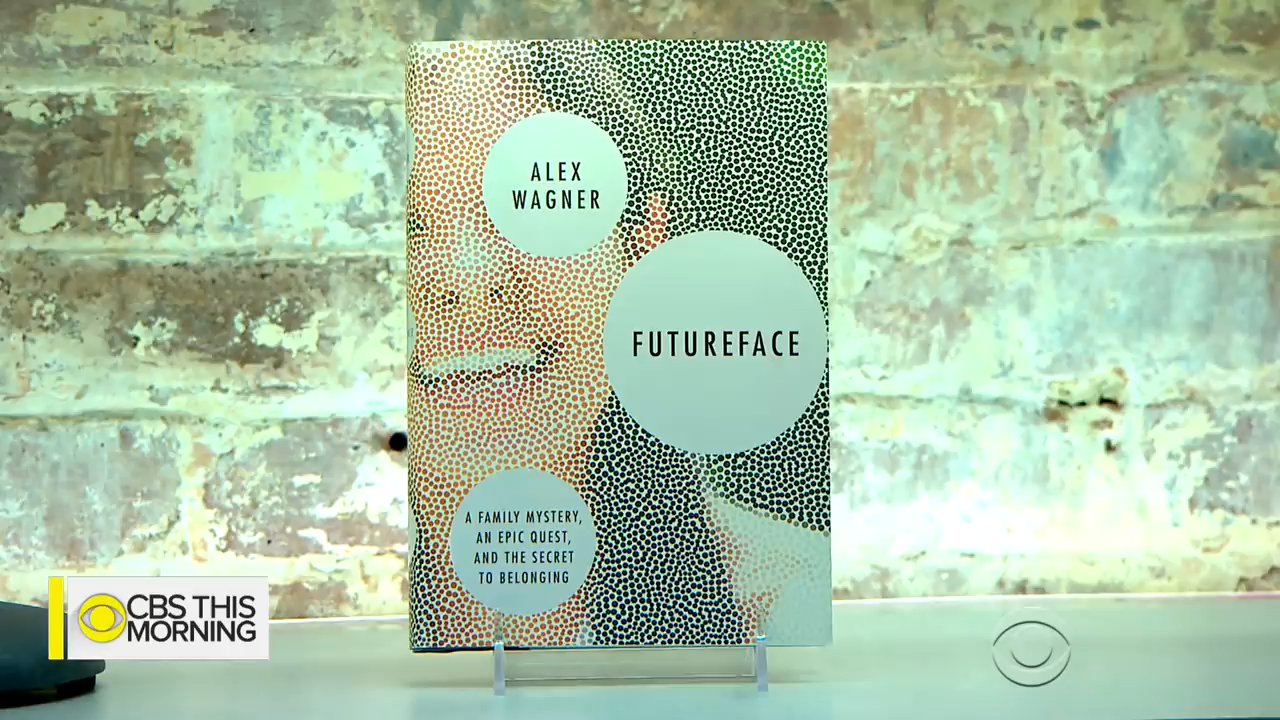 ALEX
WAGNER
FUTUREFACE
A FAMILY MYSTERY,
AN EPIC QUEST,
AND THE SECRET
TO BELONGING
CBS THIS
MORNING